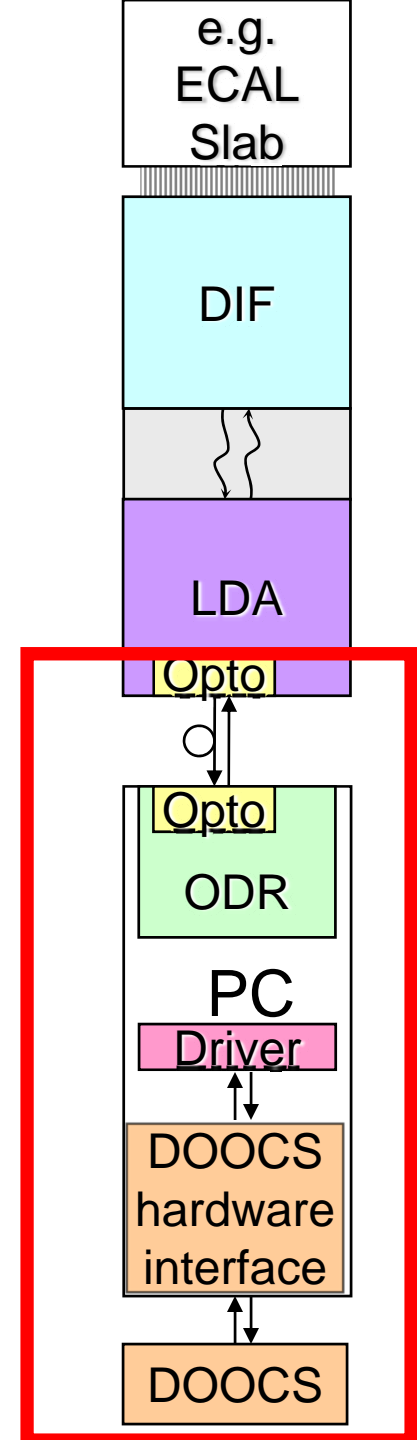 e.g.
ECAL
Slab
DIF
LDA
Opto
Opto
ODR
PC
Driver
DOOCS
hardware
interface
DOOCS